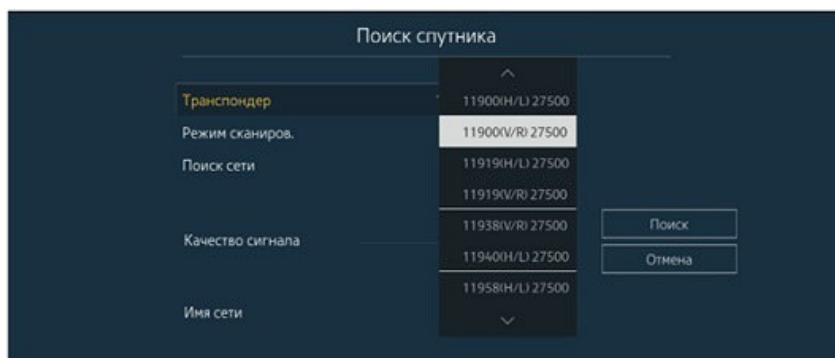 Поиск спутника
Транспондер
11900(H/L) 27500
Режим сканиров.
11900(V/R) 27500
Поиск сети
11919(H/L) 27500
11919(V/R) 27500
11938(V/R) 27500
Поиск
Качество сигнала
11940(H/L) 27500
Отмена
11958(H/L) 27500
Имя сети